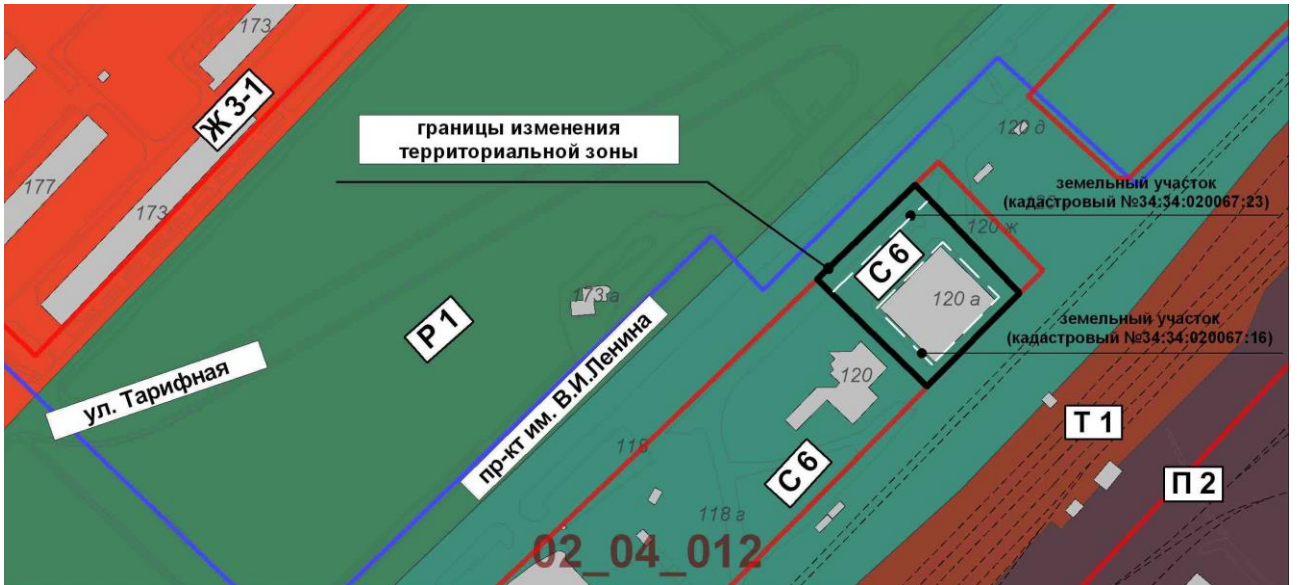 173
Ж 3-1
границы изменения
территориальной зоны
120 д
177
173
земельный участок
(кадастровый №34:34:020067:23)
120 ж
С 6
120 а
173 а
Р 1
земельный участок
(кадастровый №34:34:020067:16)
ул. Тарифная
пр-кт им. В.И.Ленина
120
Т 1
118
С 6
П 2
118 г
02_04_012